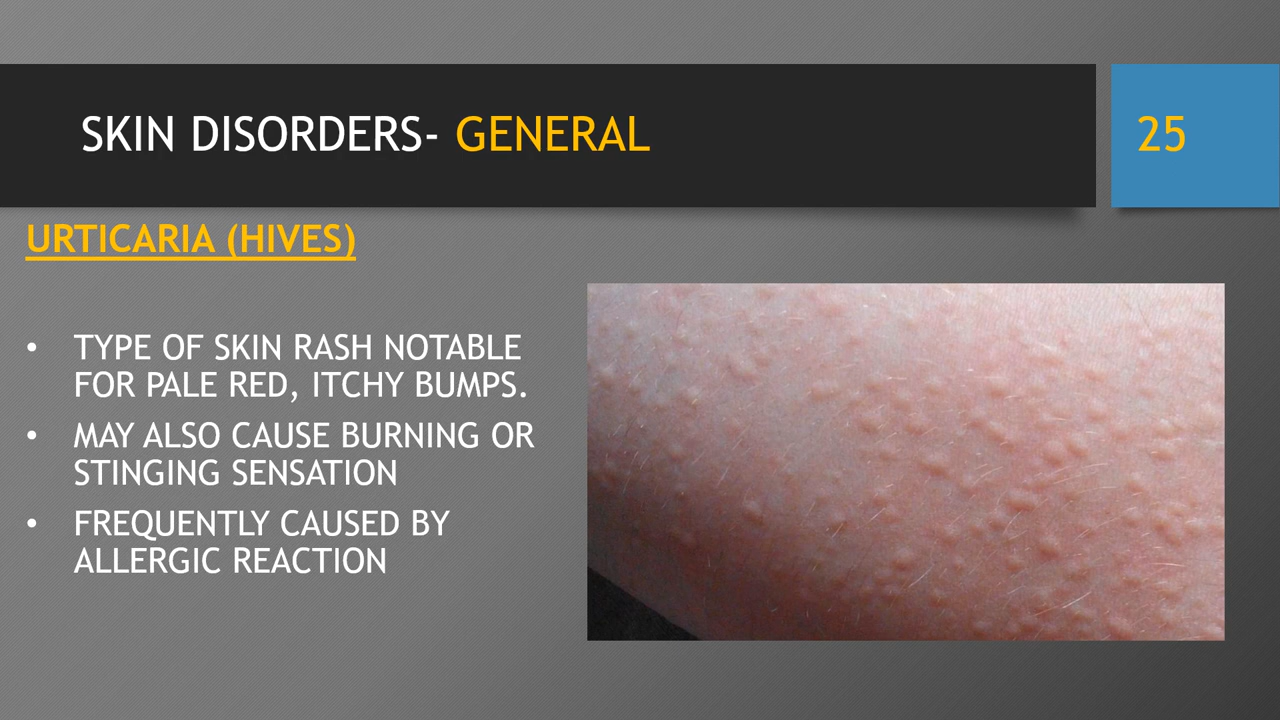 SKIN DISORDERS- GENERAL
25
URTICARIA (HIVES)
• TYPE OF SKIN RASH NOTABLE
FOR PALE RED, ITCHY BUMPS.
• MAY ALSO CAUSE BURNING OR
STINGING SENSATION
• FREQUENTLY CAUSED BY
ALLERGIC REACTION